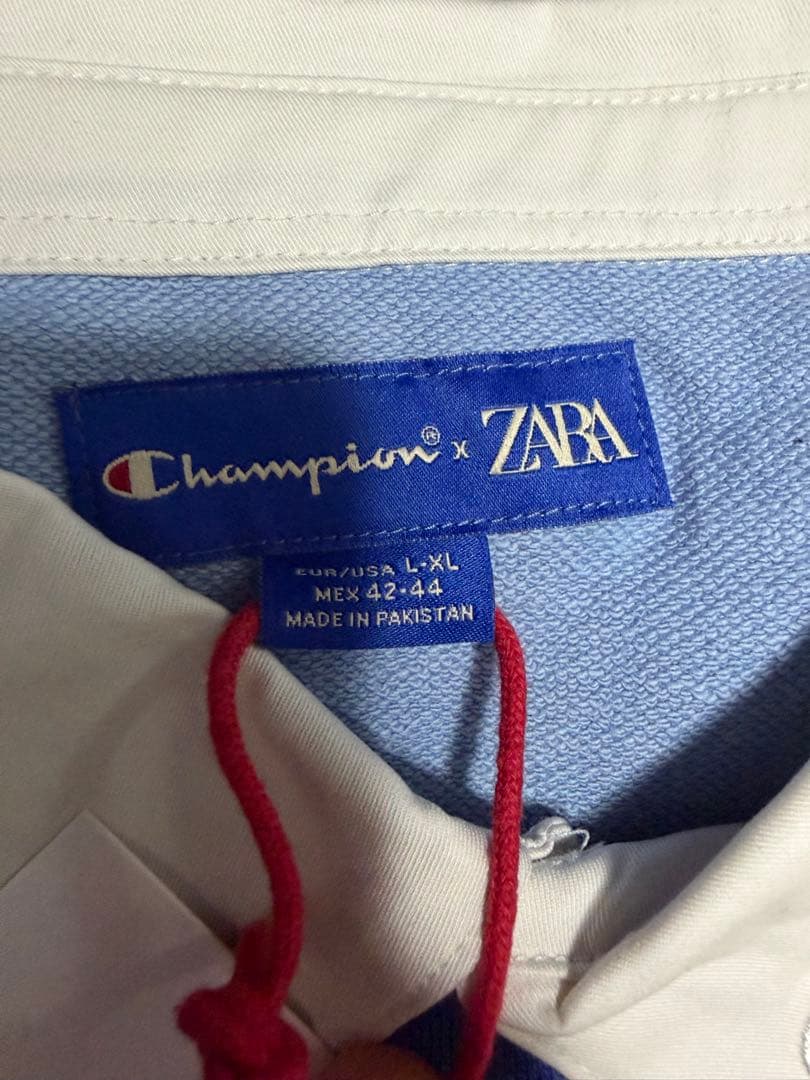 Champion® x ZARA
EUR/USA L-XL
MEX 42-44
MADE IN PAKISTAN